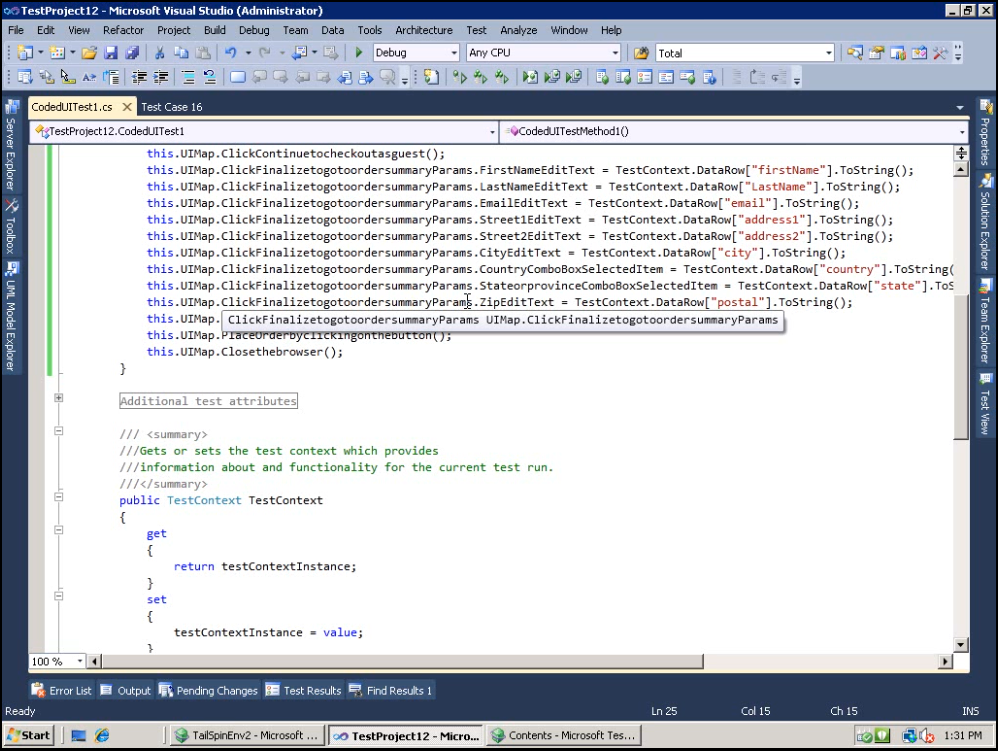 TestProject12 - Microsoft Visual Studio (Administrator)
File Edit View Refactor Project Build Debug Team Data Tools Architecture Test Analyze Window Help
Debug Any CPU Total
CodedUITest1.cs Test Case 16
TestProject12.CodedUITest1 CodedUITestMethod1()
this.UIMap.ClickContinuetocheckoutasguest();
this.UIMap.ClickFinalizetogotoordersummaryParams.FirstNameEditText = TestContext.DataRow["firstName"].ToString();
this.UIMap.ClickFinalizetogotoordersummaryParams.LastNameEditText = TestContext.DataRow["LastName"].ToString();
this.UIMap.ClickFinalizetogotoordersummaryParams.EmailEditText = TestContext.DataRow["email"].ToString();
this.UIMap.ClickFinalizetogotoordersummaryParams.Street1EditText = TestContext.DataRow["address1"].ToString();
this.UIMap.ClickFinalizetogotoordersummaryParams.Street2EditText = TestContext.DataRow["address2"].ToString();
this.UIMap.ClickFinalizetogotoordersummaryParams.CityEditText = TestContext.DataRow["city"].ToString();
this.UIMap.ClickFinalizetogotoordersummaryParams.CountryComboBoxSelectedItem = TestContext.DataRow["country"].ToString(
this.UIMap.ClickFinalizetogotoordersummaryParams.StateorprovinceComboBoxSelectedItem = TestContext.DataRow["state"].ToS
this.UIMap.ClickFinalizetogotoordersummaryParams.ZipEditText = TestContext.DataRow["postal"].ToString();
this.UIMap.
ClickFinalizetogotoordersummaryParams UIMap.ClickFinalizetogotoordersummaryParams
this.UIMap.PlaceOrderbyclickingonthebutton();
this.UIMap.Closethebrowser();
}
Additional test attributes
/// <summary>
///Gets or sets the test context which provides
///information about and functionality for the current test run.
///</summary>
public TestContext TestContext
{
get
{
return testContextInstance;
}
set
{
testContextInstance = value;
}
100 %
Server Explorer
Toolbox
UML Model Explorer
Properties
Solution Explorer
Team Explorer
Test View
Error List Output Pending Changes Test Results Find Results 1
Ready Ln 25 Col 15 Ch 15 INS
Start TailSpinEnv2 - Microsoft ... TestProject12 - Micro... Contents - Microsoft Tes... 1:31 PM